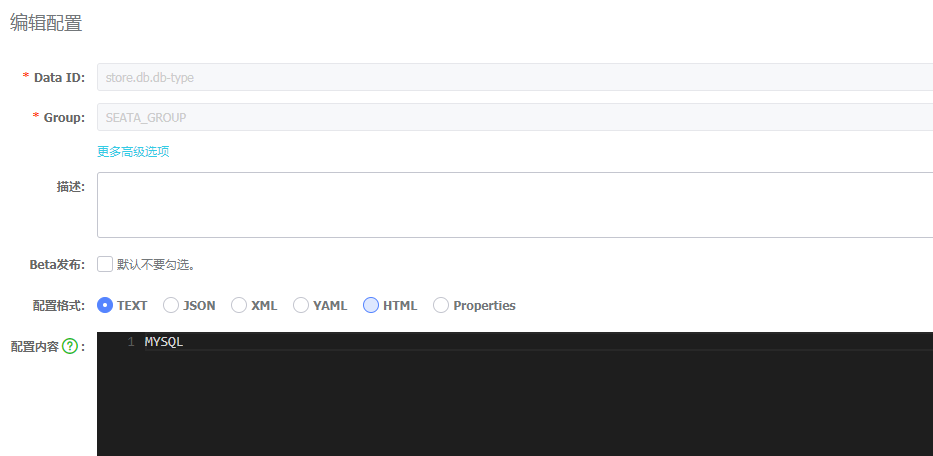 编辑配置
* Data ID: store.db.db-type
* Group: SEATA_GROUP
更多高级选项
描述:
Beta发布: 默认不要勾选。
配置格式: TEXT JSON XML YAML HTML Properties
配置内容 ? : 1 MYSQL